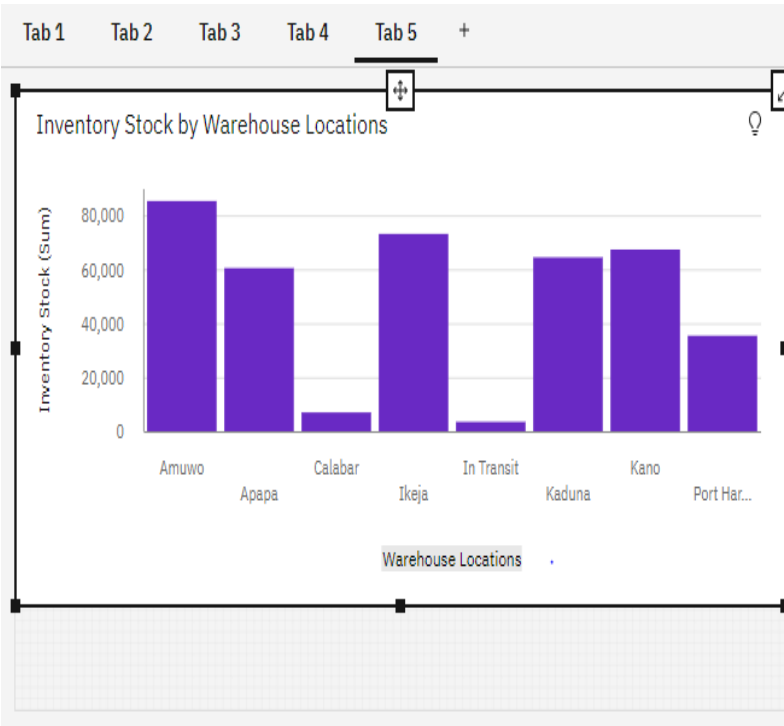 Tab 1 Tab 2 Tab 3 Tab 4 Tab 5 +
Inventory Stock by Warehouse Locations
Inventory Stock (Sum)
80,000
60,000
40,000
20,000
0
Amuwo
Apapa
Calabar
Ikeja
In Transit
Kaduna
Kano
Port Har...
Warehouse Locations